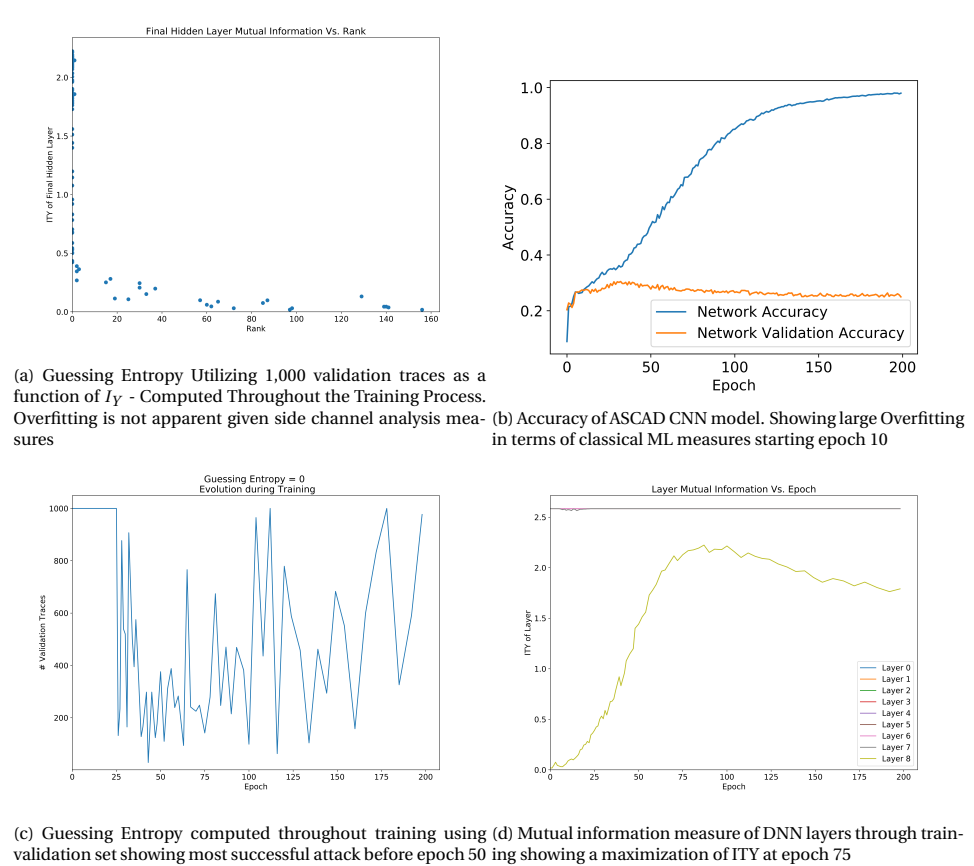 Final Hidden Layer Mutual Information Vs. Rank
ITY of Final Hidden Layer
2.0
1.5
1.0
0.5
0.0
0 20 40 60 80 100 120 140 160
Rank
(a) Guessing Entropy Utilizing 1,000 validation traces as a
function of I_Y - Computed Throughout the Training Process.
Overfitting is not apparent given side channel analysis mea-
sures
1.0
0.8
0.6
0.4
0.2
Accuracy
Network Accuracy
Network Validation Accuracy
0 50 100 150 200
Epoch
(b) Accuracy of ASCAD CNN model. Showing large Overfitting
in terms of classical ML measures starting epoch 10
Guessing Entropy = 0
Evolution during Training
1000
800
600
400
200
# Validation Traces
0 25 50 75 100 125 150 175 200
Epoch
(c) Guessing Entropy computed throughout training using
validation set showing most successful attack before epoch 50
Layer Mutual Information Vs. Epoch
2.5
2.0
1.5
1.0
0.5
0.0
ITY of Layer
Layer 0
Layer 1
Layer 2
Layer 3
Layer 4
Layer 5
Layer 6
Layer 7
Layer 8
0 25 50 75 100 125 150 175 200
Epoch
(d) Mutual information measure of DNN layers through train-
ing showing a maximization of ITY at epoch 75